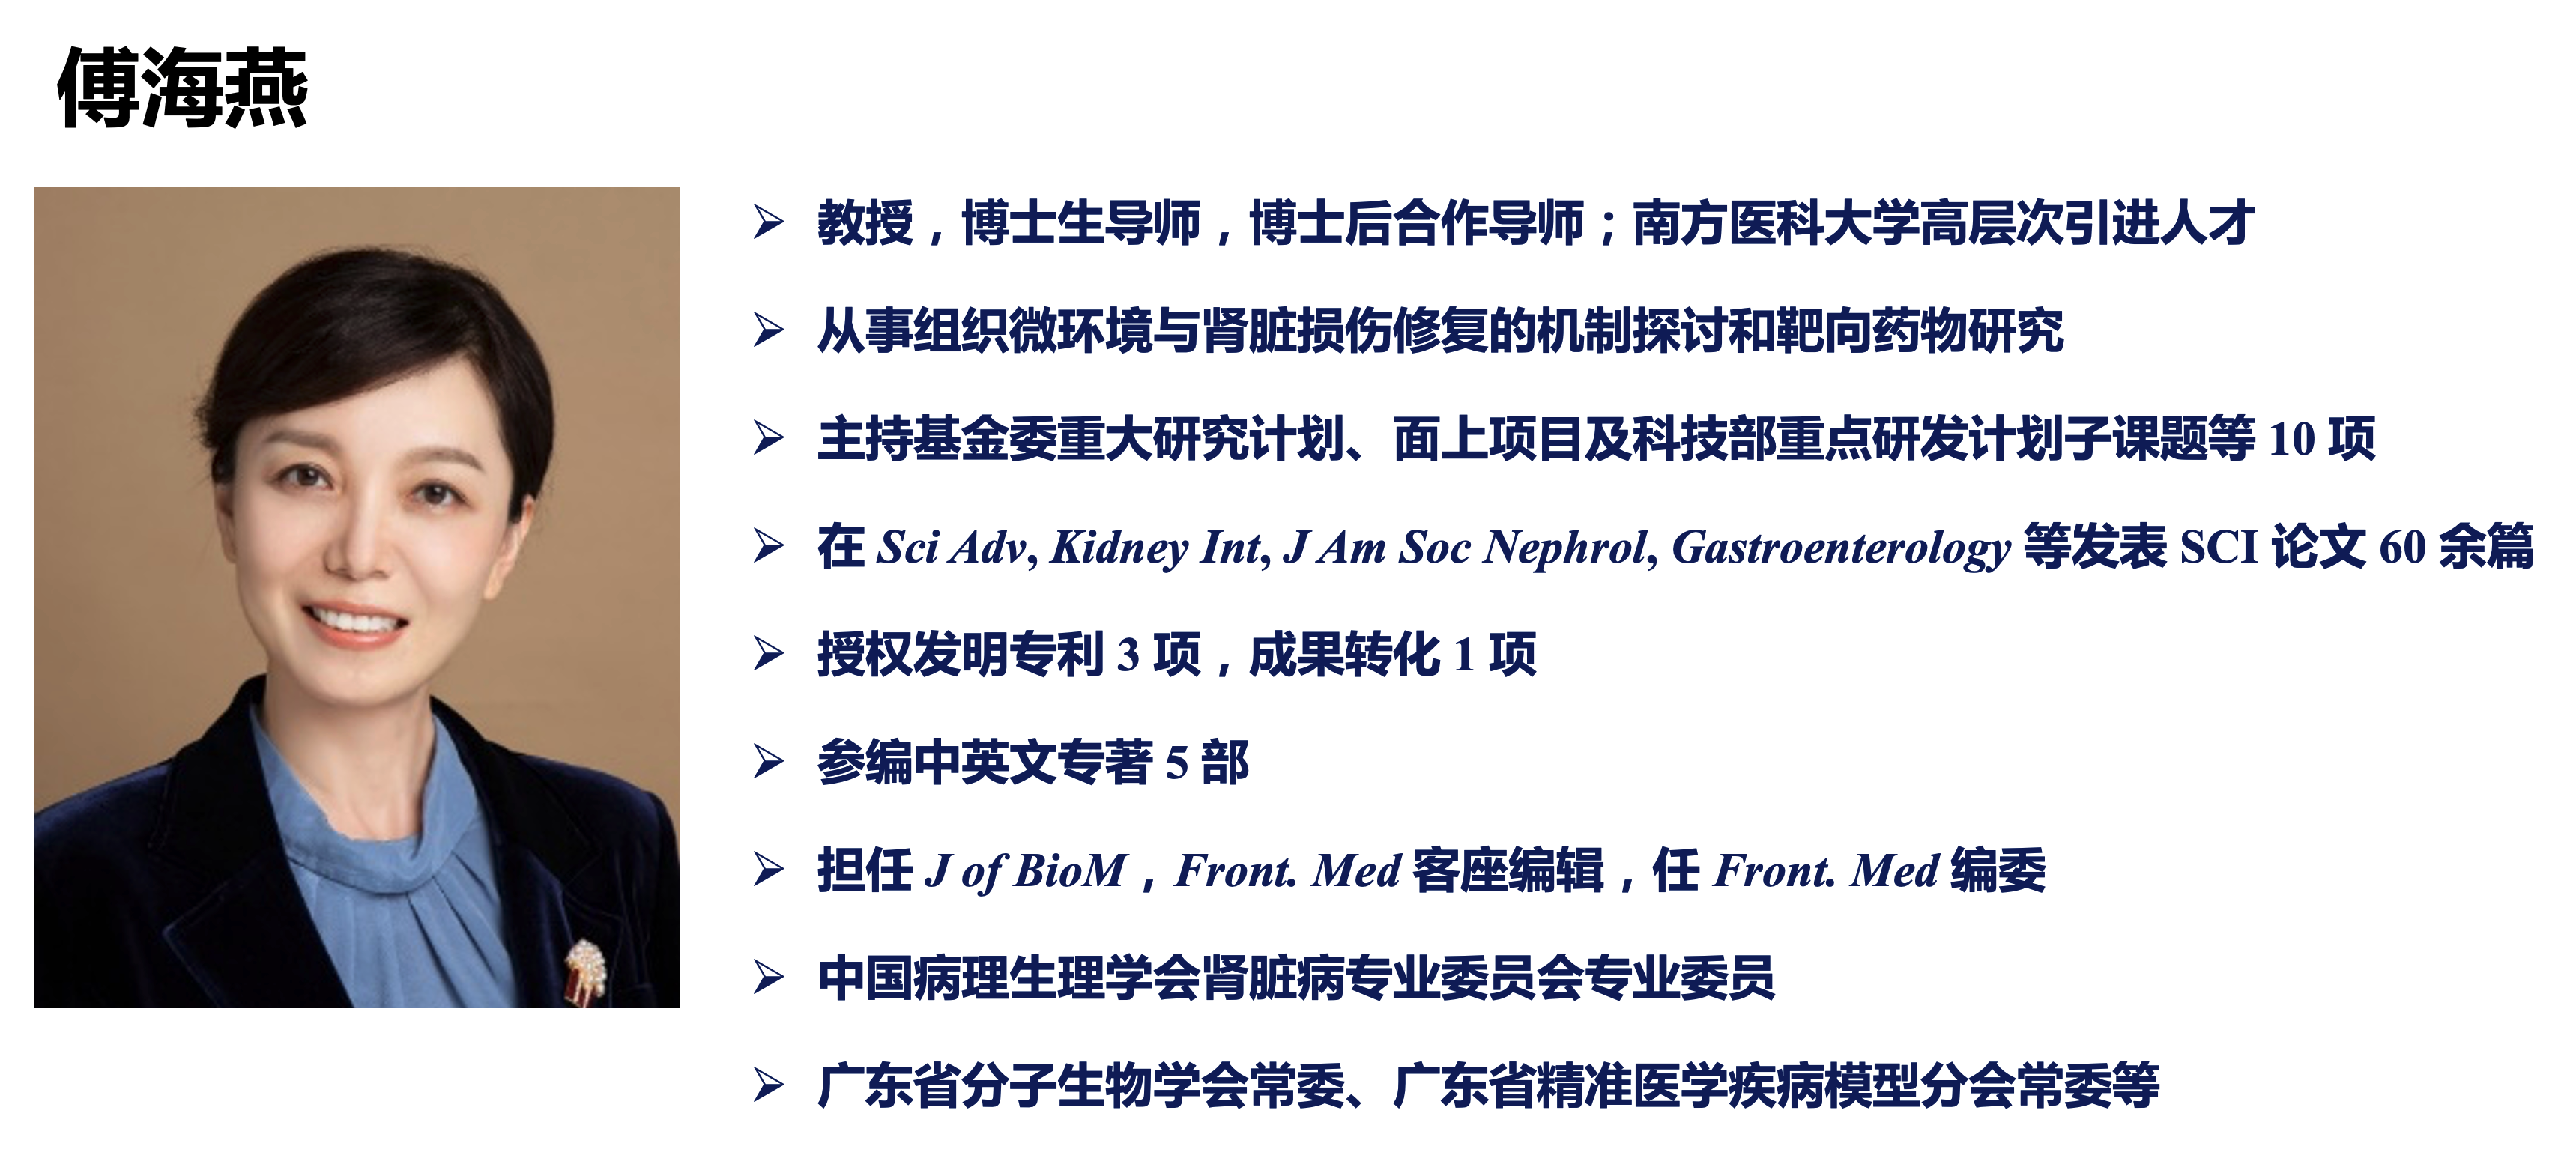 傅海燕
➢ 教授，博士生导师，博士后合作导师；南方医科大学高层次引进人才
➢ 从事组织微环境与肾脏损伤修复的机制探讨和靶向药物研究
➢ 主持基金委重大研究计划、面上项目及科技部重点研发计划子课题等 10 项
➢ 在 Sci Adv, Kidney Int, J Am Soc Nephrol, Gastroenterology 等发表 SCI 论文 60 余篇
➢ 授权发明专利 3 项，成果转化 1 项
➢ 参编中英文专著 5 部
➢ 担任 J of BioM，Front. Med 客座编辑，任 Front. Med 编委
➢ 中国病理生理学会肾脏病专业委员会专业委员
➢ 广东省分子生物学会常委、广东省精准医学疾病模型分会常委等